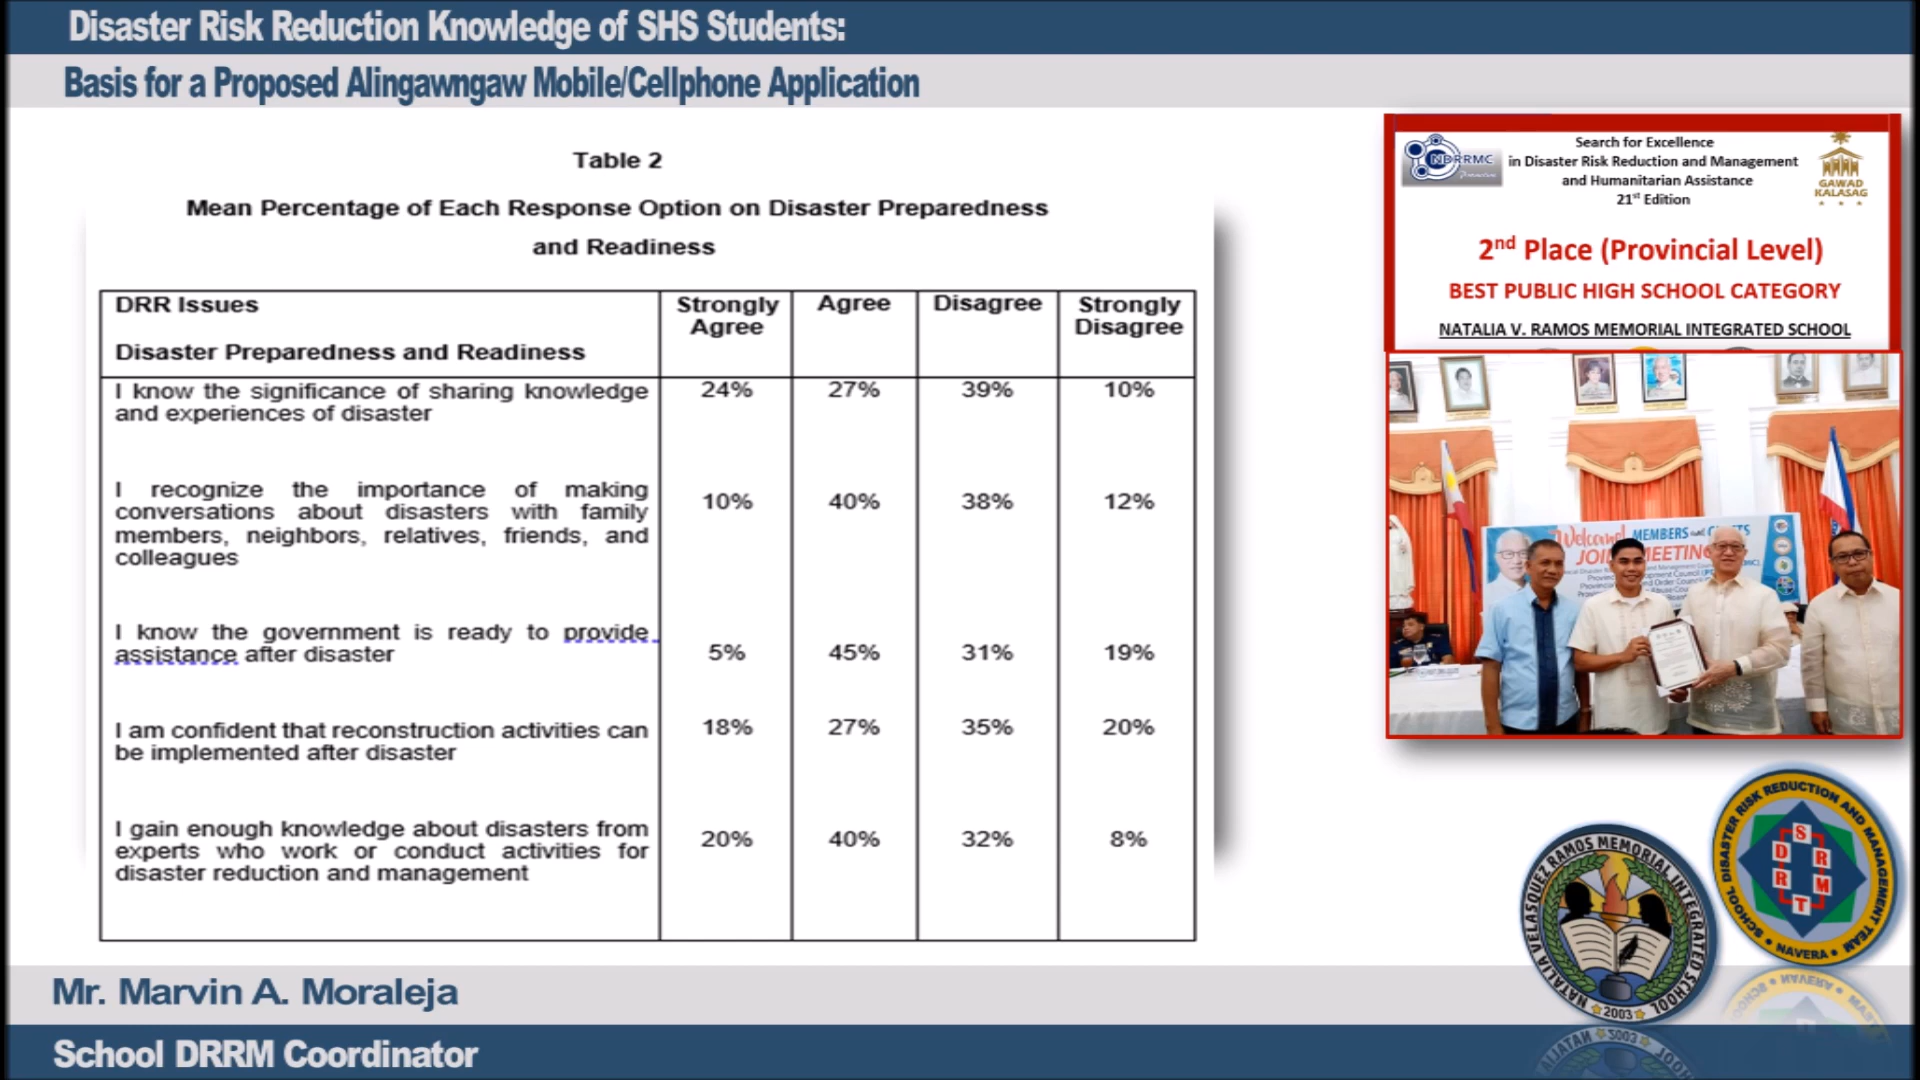 Disaster Risk Reduction Knowledge of SHS Students:
Basis for a Proposed Alingawngaw Mobile/Cellphone Application
Table 2
Mean Percentage of Each Response Option on Disaster Preparedness
and Readiness
DRR Issues
Disaster Preparedness and Readiness
Strongly
Agree
Agree
Disagree
Strongly
Disagree
I know the significance of sharing knowledge
and experiences of disaster
24% 27% 39% 10%
I recognize the importance of making
conversations about disasters with family
members, neighbors, relatives, friends, and
colleagues
10% 40% 38% 12%
I know the government is ready to provide
assistance after disaster
5% 45% 31% 19%
I am confident that reconstruction activities can
be implemented after disaster
18% 27% 35% 20%
I gain enough knowledge about disasters from
experts who work or conduct activities for
disaster reduction and management
20% 40% 32% 8%
NDRRMC
Search for Excellence
in Disaster Risk Reduction and Management
and Humanitarian Assistance
21st Edition
GAWAD
KALASAG
2nd Place (Provincial Level)
BEST PUBLIC HIGH SCHOOL CATEGORY
NATALIA V. RAMOS MEMORIAL INTEGRATED SCHOOL
Welcome! MEMBERS
MEETING
NATALIA VELASQUEZ RAMOS MEMORIAL INTEGRATED SCHOOL
2003
SCHOOL DISASTER RISK REDUCTION AND MANAGEMENT TEAM
NAVERA
S
D R
R M
T
Mr. Marvin A. Moraleja
School DRRM Coordinator